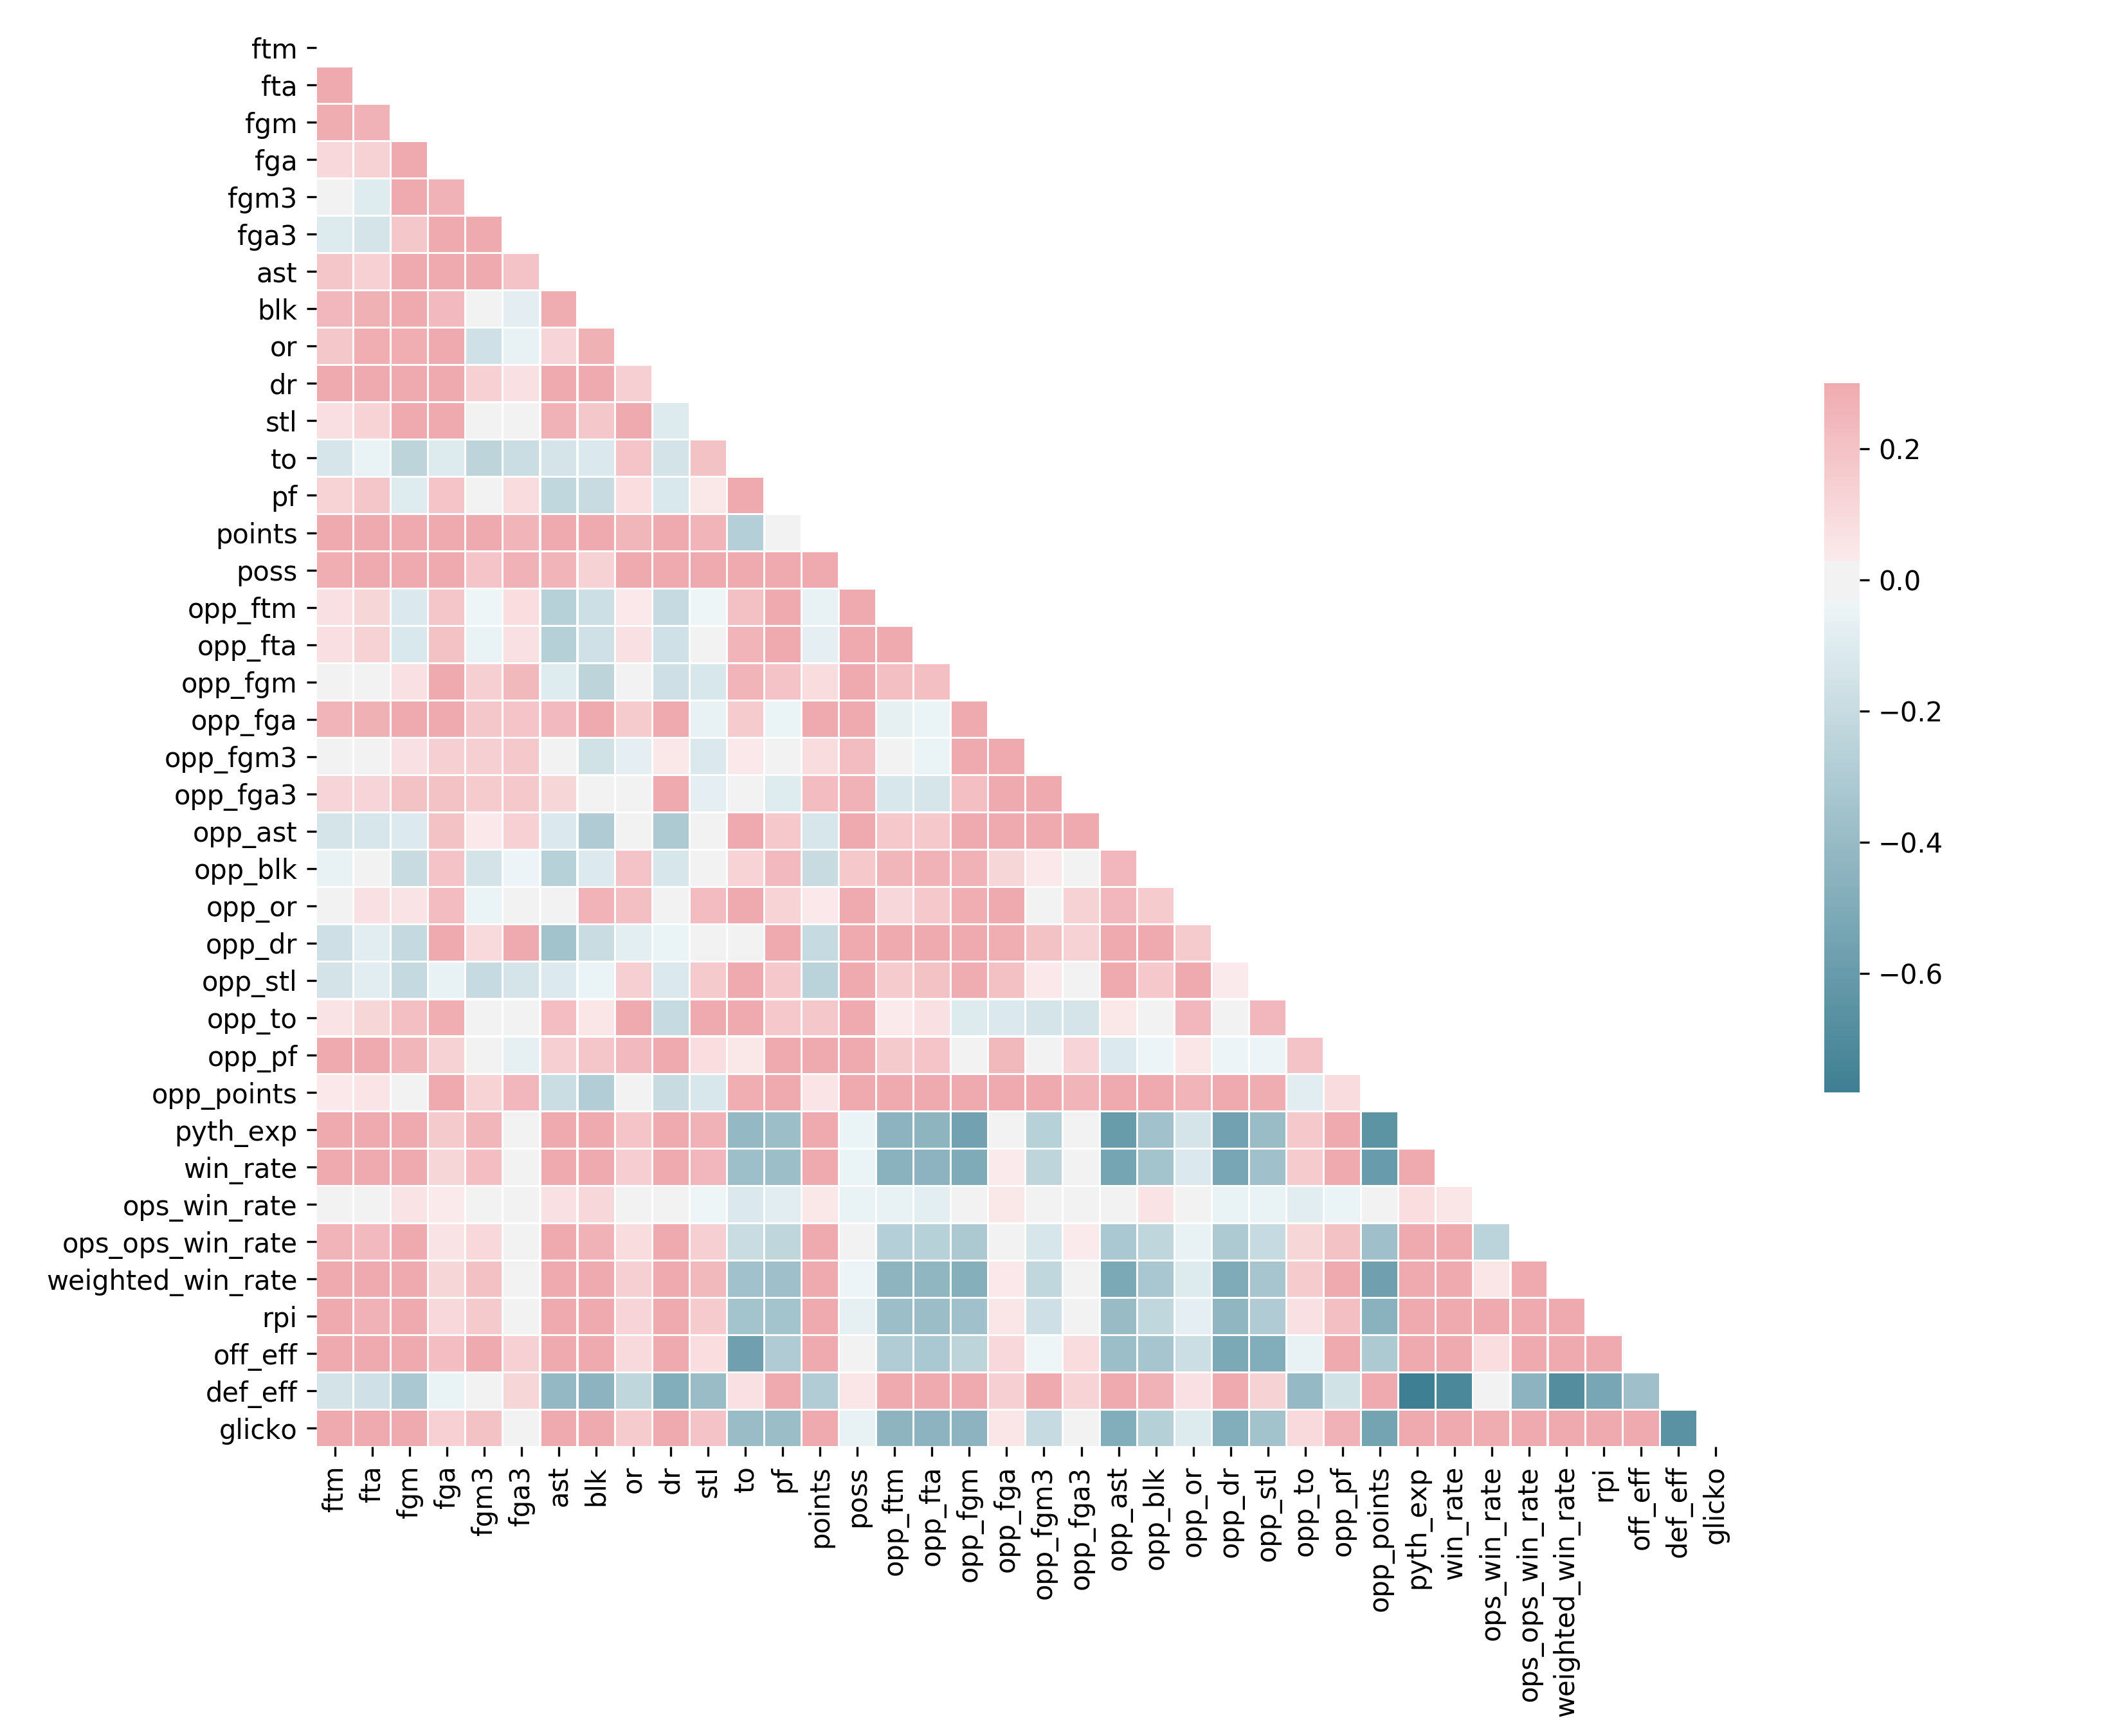 ftm
fta
fgm
fga
fgm3
fga3
ast
blk
or
dr
stl
to
pf
points
poss
opp_ftm
opp_fta
opp_fgm
opp_fga
opp_fgm3
opp_fga3
opp_ast
opp_blk
opp_or
opp_dr
opp_stl
opp_to
opp_pf
opp_points
pyth_exp
win_rate
ops_win_rate
ops_ops_win_rate
weighted_win_rate
rpi
off_eff
def_eff
glicko
ftm
fta
fgm
fga
fgm3
fga3
ast
blk
or
dr
stl
to
pf
points
poss
opp_ftm
opp_fta
opp_fgm
opp_fga
opp_fgm3
opp_fga3
opp_ast
opp_blk
opp_or
opp_dr
opp_stl
opp_to
opp_pf
opp_points
pyth_exp
win_rate
ops_win_rate
ops_ops_win_rate
weighted_win_rate
rpi
off_eff
def_eff
glicko
0.2
0.0
−0.2
−0.4
−0.6